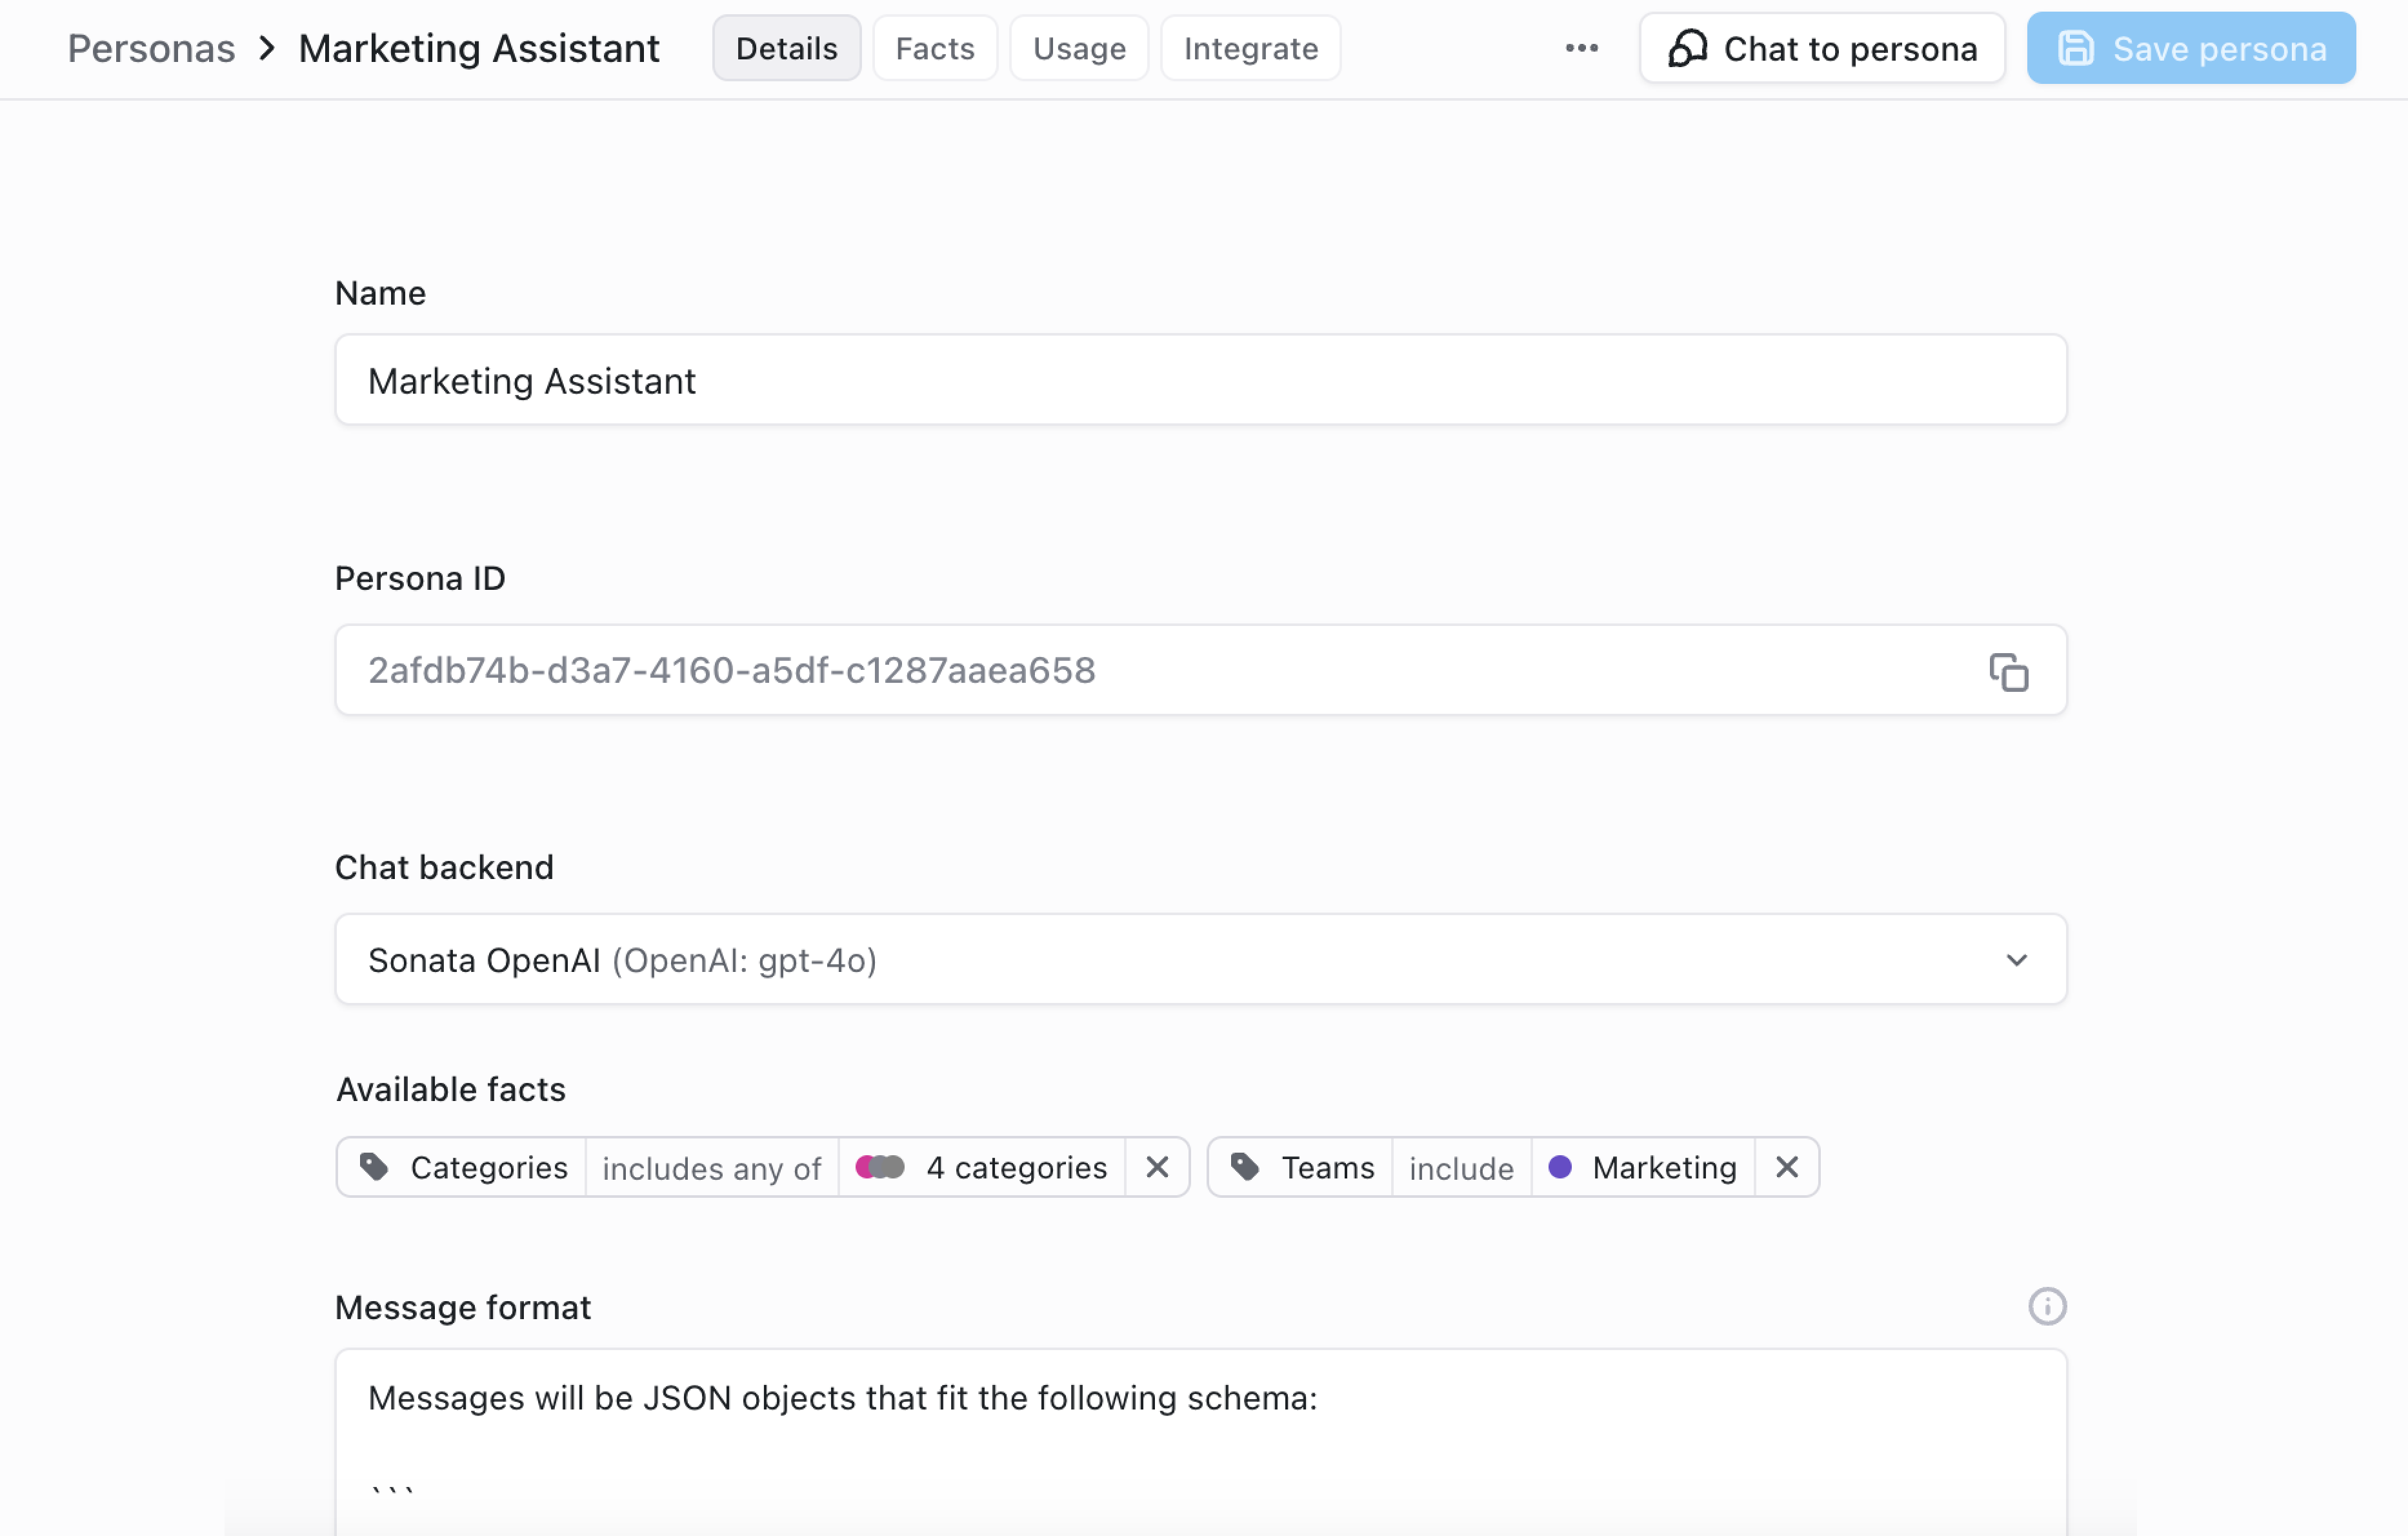 Personas > Marketing Assistant Details Facts Usage Integrate ••• Chat to persona Save persona
Name
Marketing Assistant
Persona ID
2afdb74b-d3a7-4160-a5df-c1287aaea658
Chat backend
Sonata OpenAI (OpenAI: gpt-4o)
Available facts
Categories includes any of 4 categories Teams include Marketing
Message format
Messages will be JSON objects that fit the following schema:
```